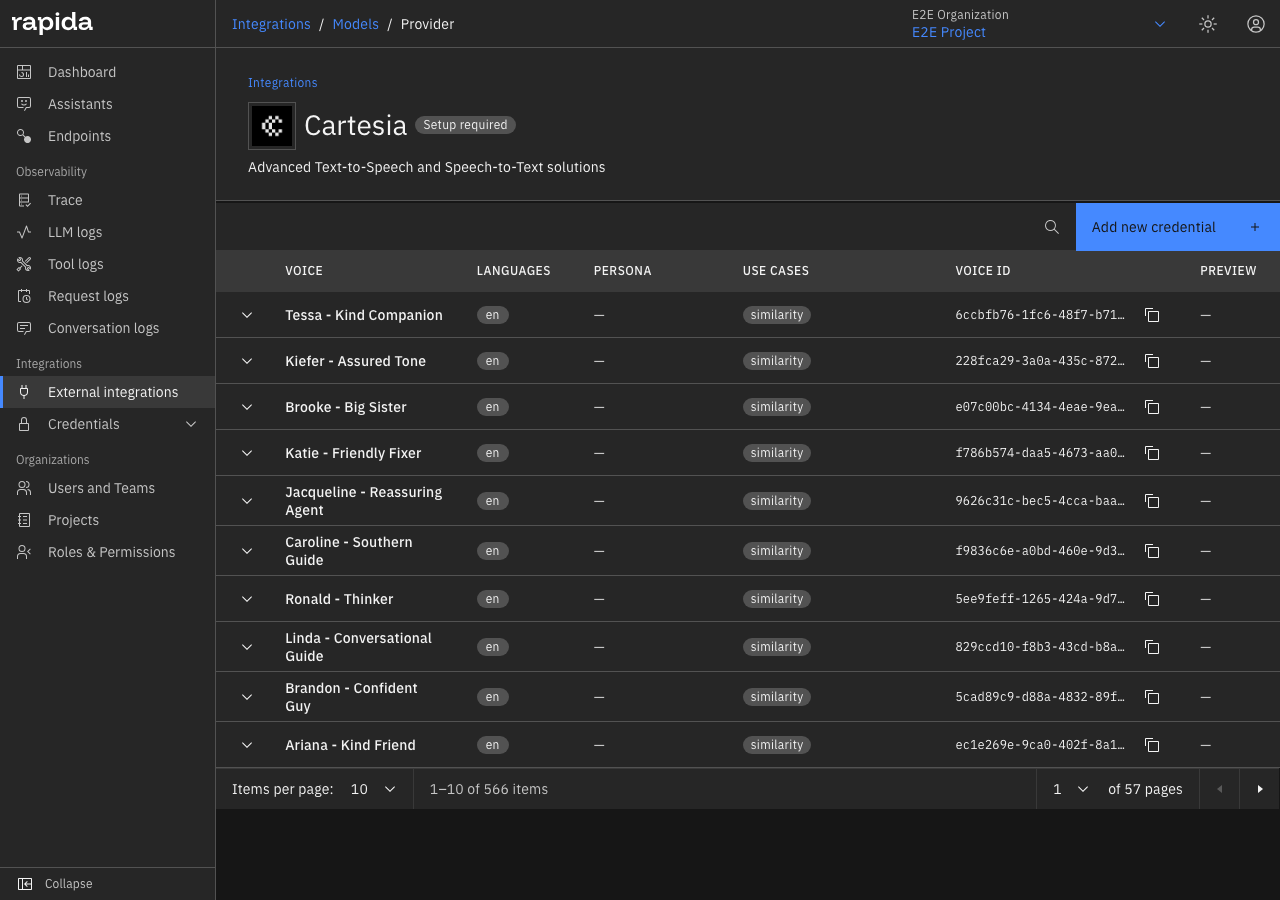 rapida
Integrations / Models / Provider
E2E Organization
E2E Project
Dashboard
Assistants
Endpoints
Observability
Trace
LLM logs
Tool logs
Request logs
Conversation logs
Integrations
External integrations
Credentials
Organizations
Users and Teams
Projects
Roles & Permissions
Collapse
Integrations
Cartesia Setup required
Advanced Text-to-Speech and Speech-to-Text solutions
Add new credential +
VOICE LANGUAGES PERSONA USE CASES VOICE ID PREVIEW
Tessa - Kind Companion en — similarity 6ccbfb76-1fc6-48f7-b71… —
Kiefer - Assured Tone en — similarity 228fca29-3a0a-435c-872… —
Brooke - Big Sister en — similarity e07c00bc-4134-4eae-9ea… —
Katie - Friendly Fixer en — similarity f786b574-daa5-4673-aa0… —
Jacqueline - Reassuring
Agent en — similarity 9626c31c-bec5-4cca-baa… —
Caroline - Southern
Guide en — similarity f9836c6e-a0bd-460e-9d3… —
Ronald - Thinker en — similarity 5ee9feff-1265-424a-9d7… —
Linda - Conversational
Guide en — similarity 829ccd10-f8b3-43cd-b8a… —
Brandon - Confident
Guy en — similarity 5cad89c9-d88a-4832-89f… —
Ariana - Kind Friend en — similarity ec1e269e-9ca0-402f-8a1… —
Items per page: 10 1–10 of 566 items 1 of 57 pages